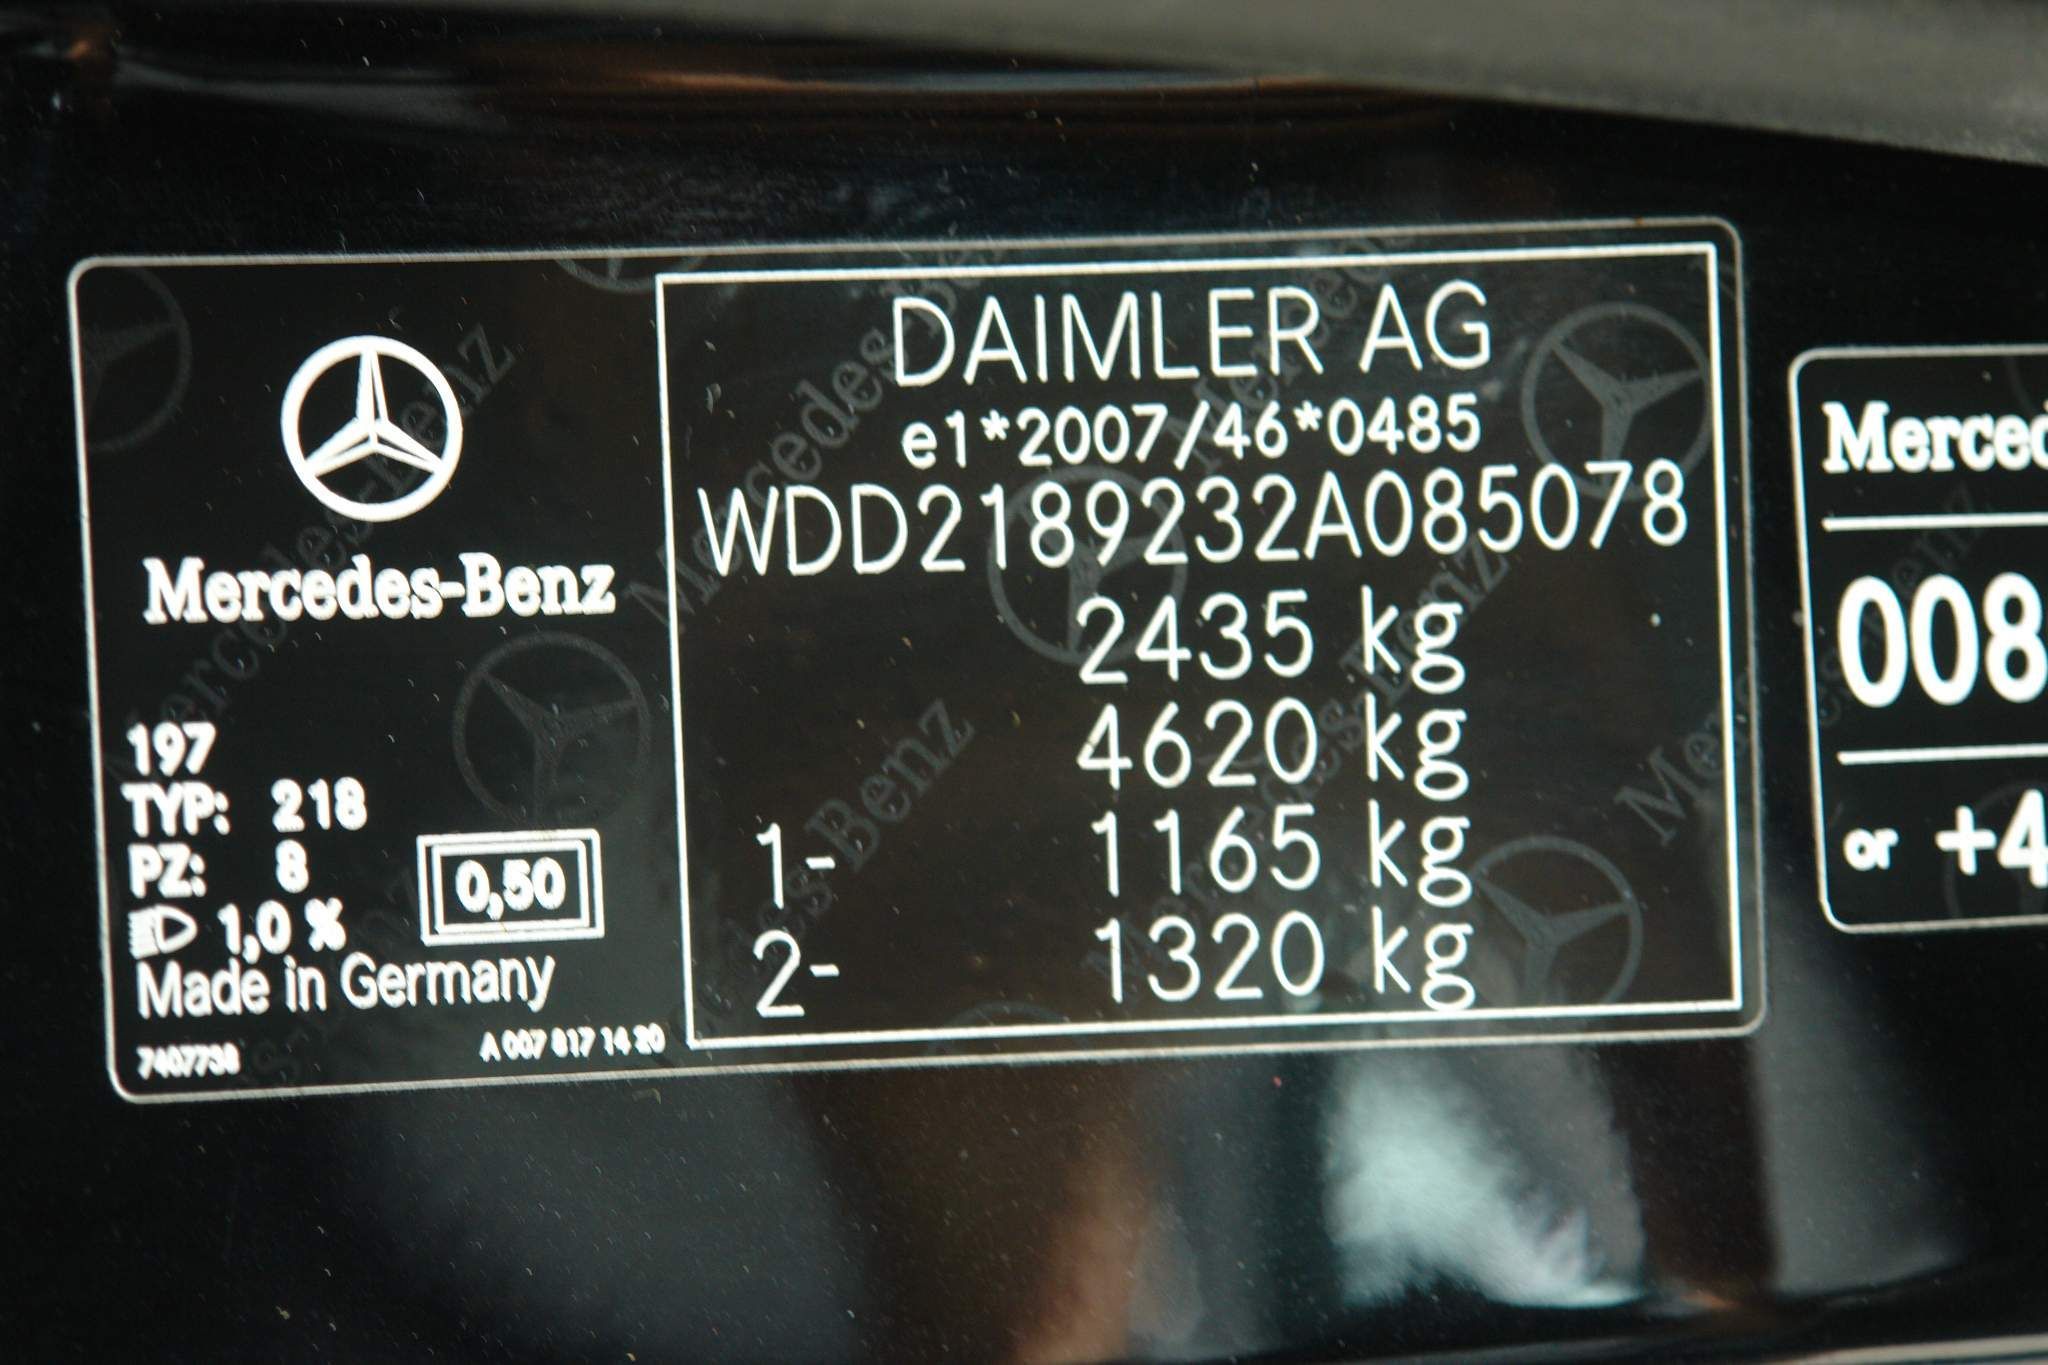 Mercedes-Benz
197
TYP: 218
PZ: 8
1,0 %
0,50
Made in Germany
7407738
A 007 817 14 20
DAIMLER AG
e1*2007/46*0485
WDD2189232A085078
2435 kg
4620 kg
1- 1165 kg
2- 1320 kg
008
or +4